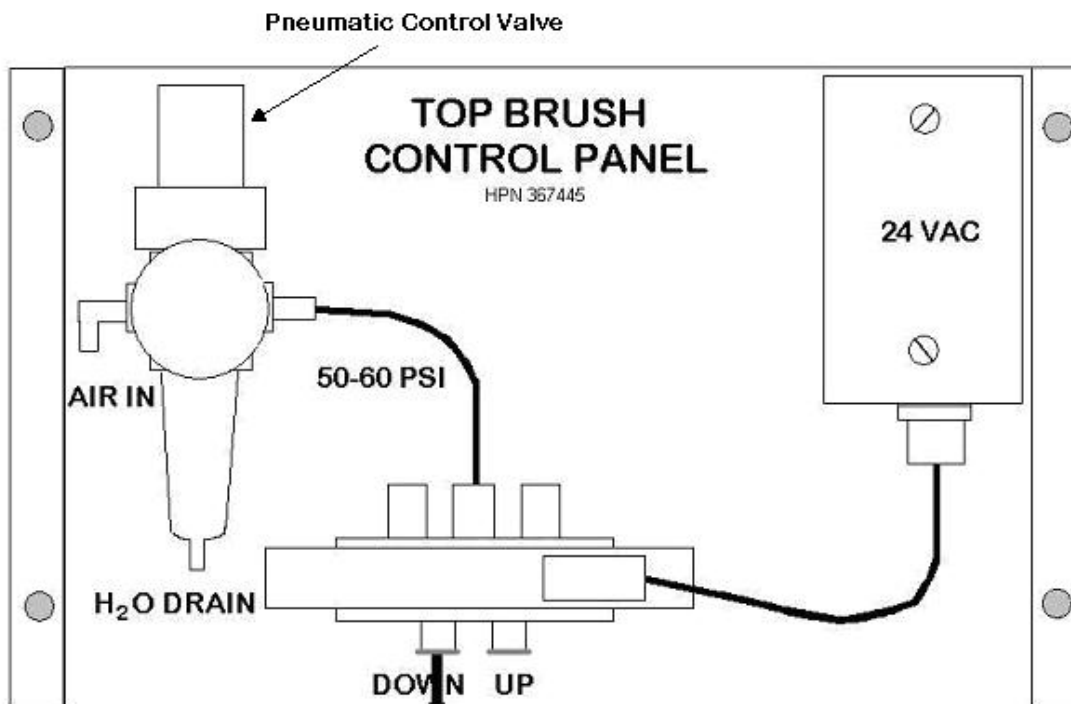 Pneumatic Control Valve
TOP BRUSH
CONTROL PANEL
HPN 367445
24 VAC
50-60 PSI
AIR IN
H₂O DRAIN
DOWN UP